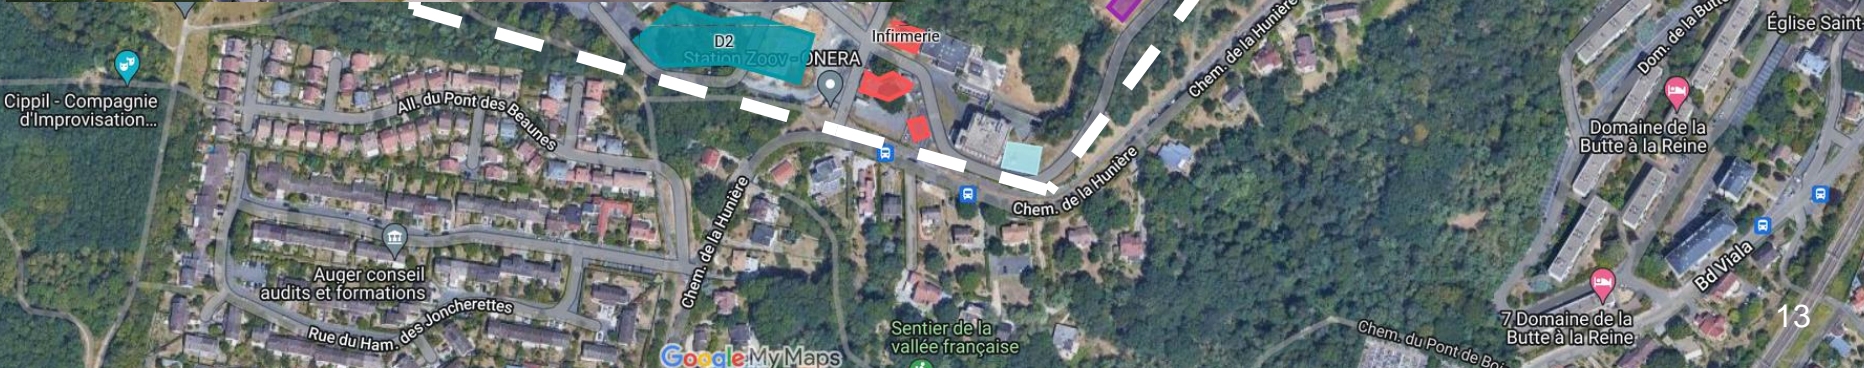 Infirmerie
D2
Station Zoov - ONERA
Chem. de la Hunière
Dom. de la Butte
Église Saint-
Cippil - Compagnie
d'Improvisation...
All. du Pont des Beaunes
Domaine de la
Butte à la Reine
Chem. de la Hunière
Chem. de la Hunière
Auger conseil
audits et formations
Rue du Ham. des Joncherettes
Bd Viala
7 Domaine de la
Butte à la Reine
13
Sentier de la
vallée française
Chem. du Pont de Boi
Google My Maps